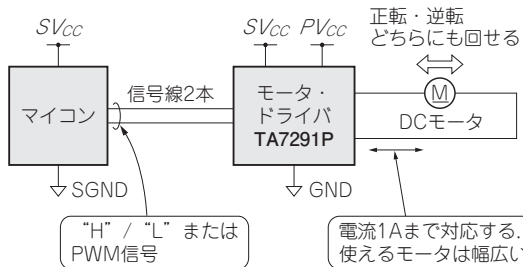 正転・逆転
どちらにも回せる
SVCC
SVCC PVCC
マイコン
信号線2本
モータ・
ドライバ
TA7291P
M
DCモータ
SGND
GND
“H” / “L” または
PWM信号
電流1Aまで対応する.
使えるモータは幅広い